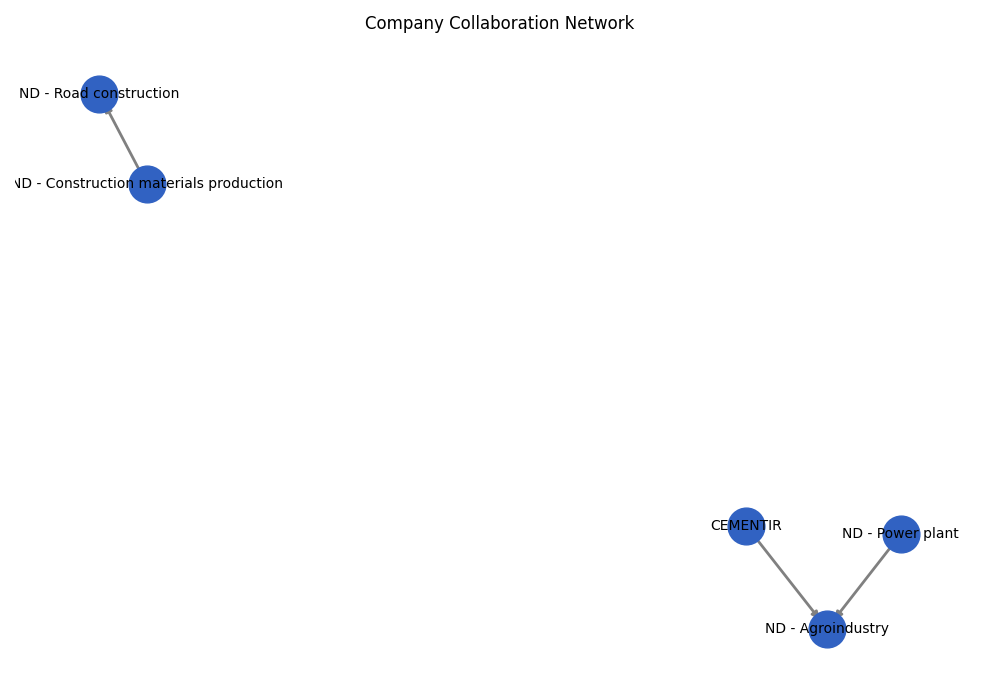 Company Collaboration Network
ND - Road construction
ND - Construction materials production
CEMENTIR
ND - Power plant
ND - Agroindustry